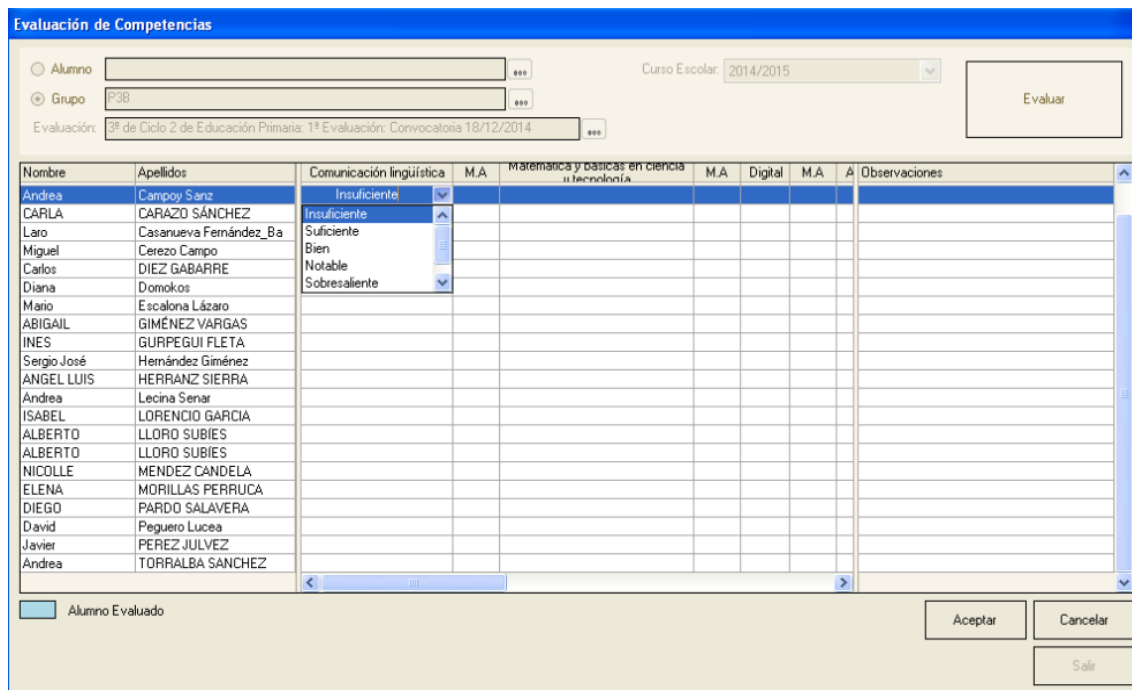 Evaluación de Competencias
Alumno ... Curso Escolar: 2014/2015
Grupo P3B ... Evaluar
Evaluación: 3º de Ciclo 2 de Educación Primaria: 1ª Evaluación: Convocatoria 18/12/2014 ...
Nombre Apellidos Comunicación lingüística M.A Matemática y básicas en ciencia y tecnología M.A Digital M.A A Observaciones
Andrea Campoy Sanz Insuficiente
CARLA CARAZO SÁNCHEZ Insuficiente
Laro Casanueva Fernández_Ba Suficiente
Miguel Cerezo Campo Bien
Carlos DIEZ GABARRE Notable
Diana Domokos Sobresaliente
Mario Escalona Lázaro
ABIGAIL GIMÉNEZ VARGAS
INES GURPEGUI FLETA
Sergio José Hernández Giménez
ANGEL LUIS HERRANZ SIERRA
Andrea Lecina Senar
ISABEL LORENCIO GARCIA
ALBERTO LLORO SUBÍES
ALBERTO LLORO SUBÍES
NICOLLE MENDEZ CANDELA
ELENA MORILLAS PERRUCA
DIEGO PARDO SALAVERA
David Peguero Lucea
Javier PEREZ JULVEZ
Andrea TORRALBA SANCHEZ
Alumno Evaluado
Aceptar Cancelar
Salir